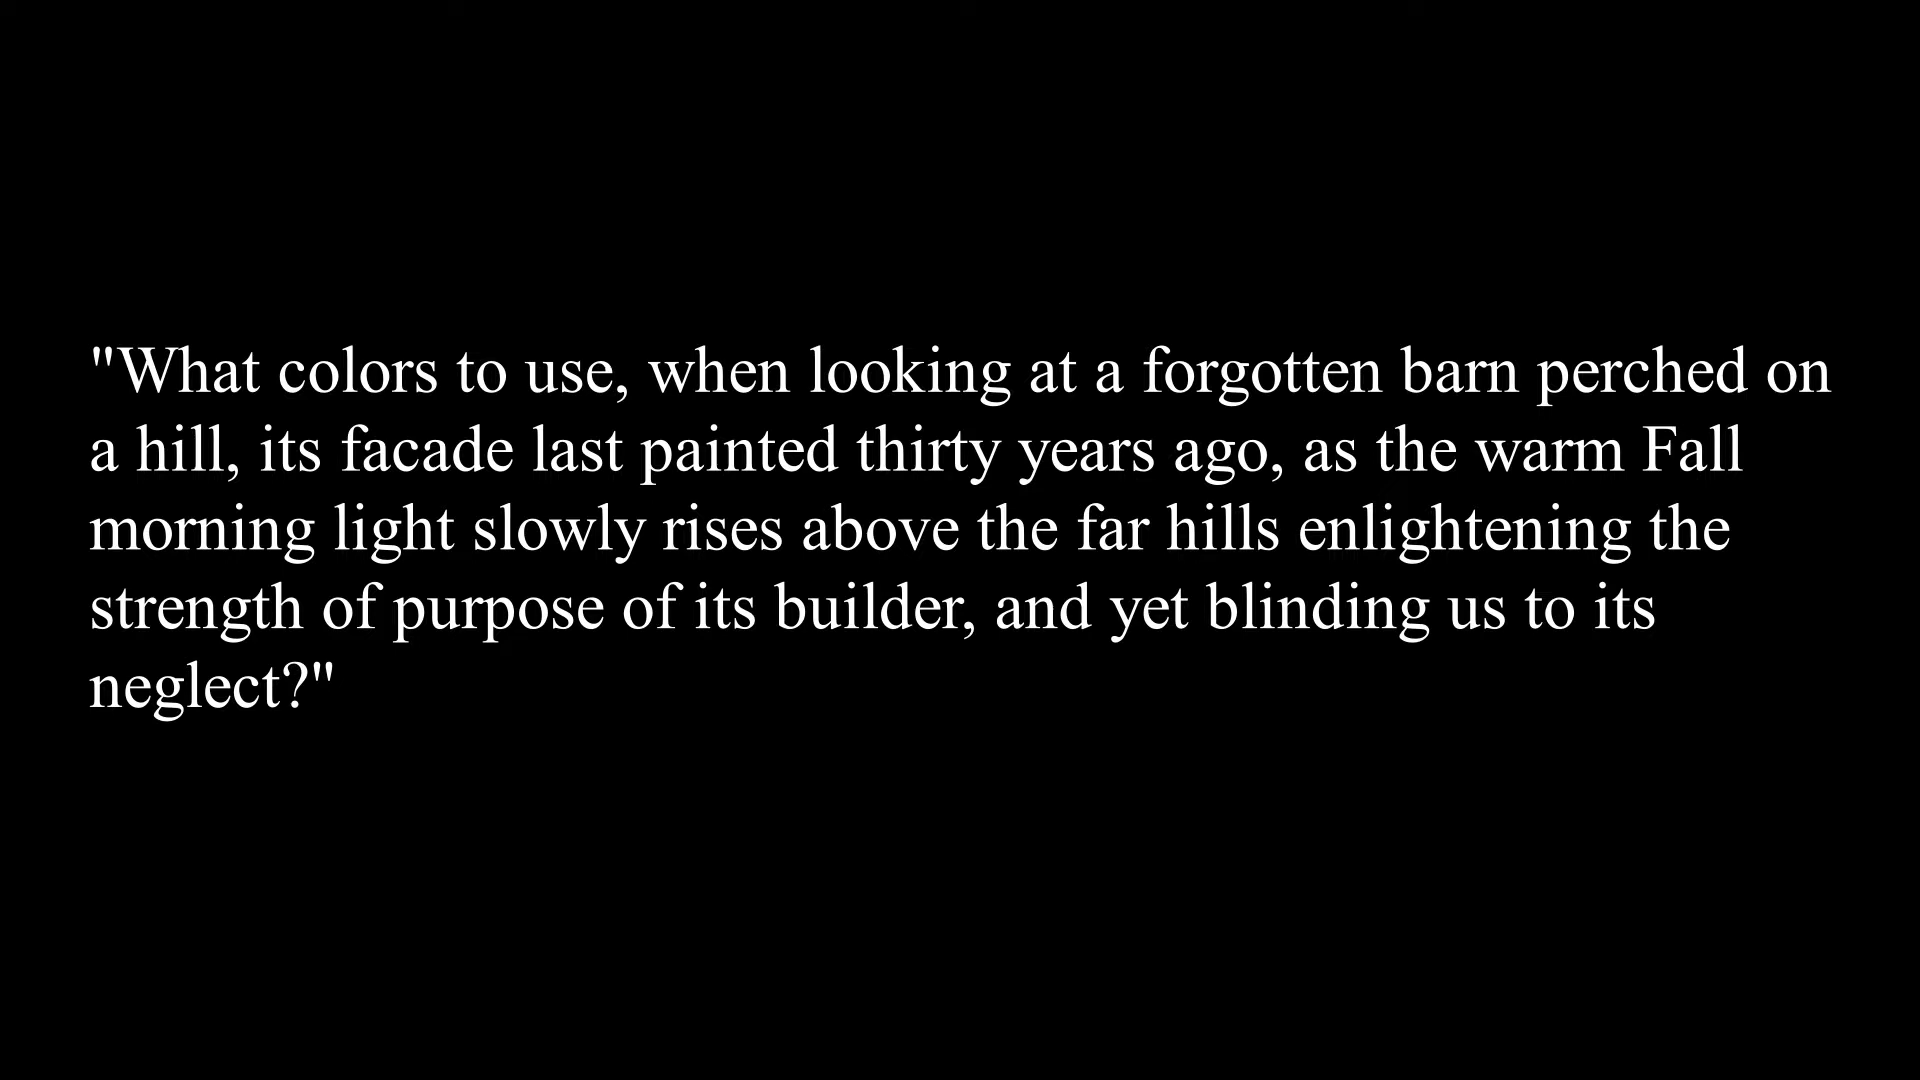 "What colors to use, when looking at a forgotten barn perched on
a hill, its facade last painted thirty years ago, as the warm Fall
morning light slowly rises above the far hills enlightening the
strength of purpose of its builder, and yet blinding us to its
neglect?"